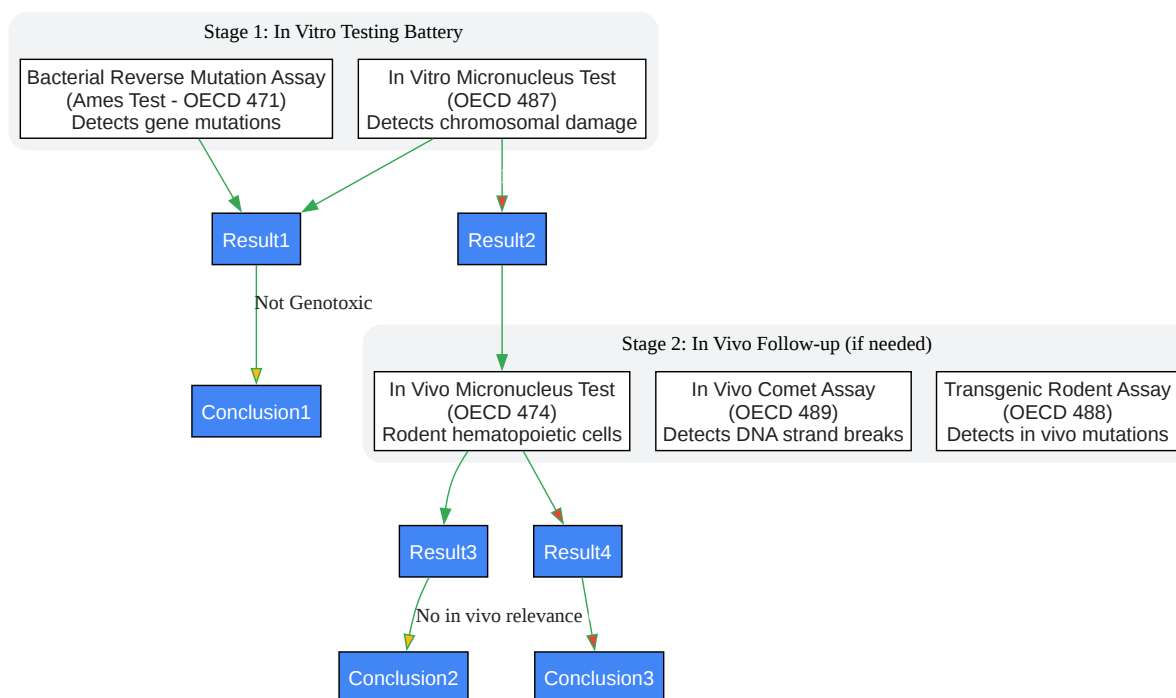 Stage 1: In Vitro Testing Battery
Bacterial Reverse Mutation Assay
(Ames Test - OECD 471)
Detects gene mutations
In Vitro Micronucleus Test
(OECD 487)
Detects chromosomal damage
Result1
Result2
Not Genotoxic
Stage 2: In Vivo Follow-up (if needed)
Conclusion1
In Vivo Micronucleus Test
(OECD 474)
Rodent hematopoietic cells
In Vivo Comet Assay
(OECD 489)
Detects DNA strand breaks
Transgenic Rodent Assay
(OECD 488)
Detects in vivo mutations
Result3
Result4
No in vivo relevance
Conclusion2
Conclusion3